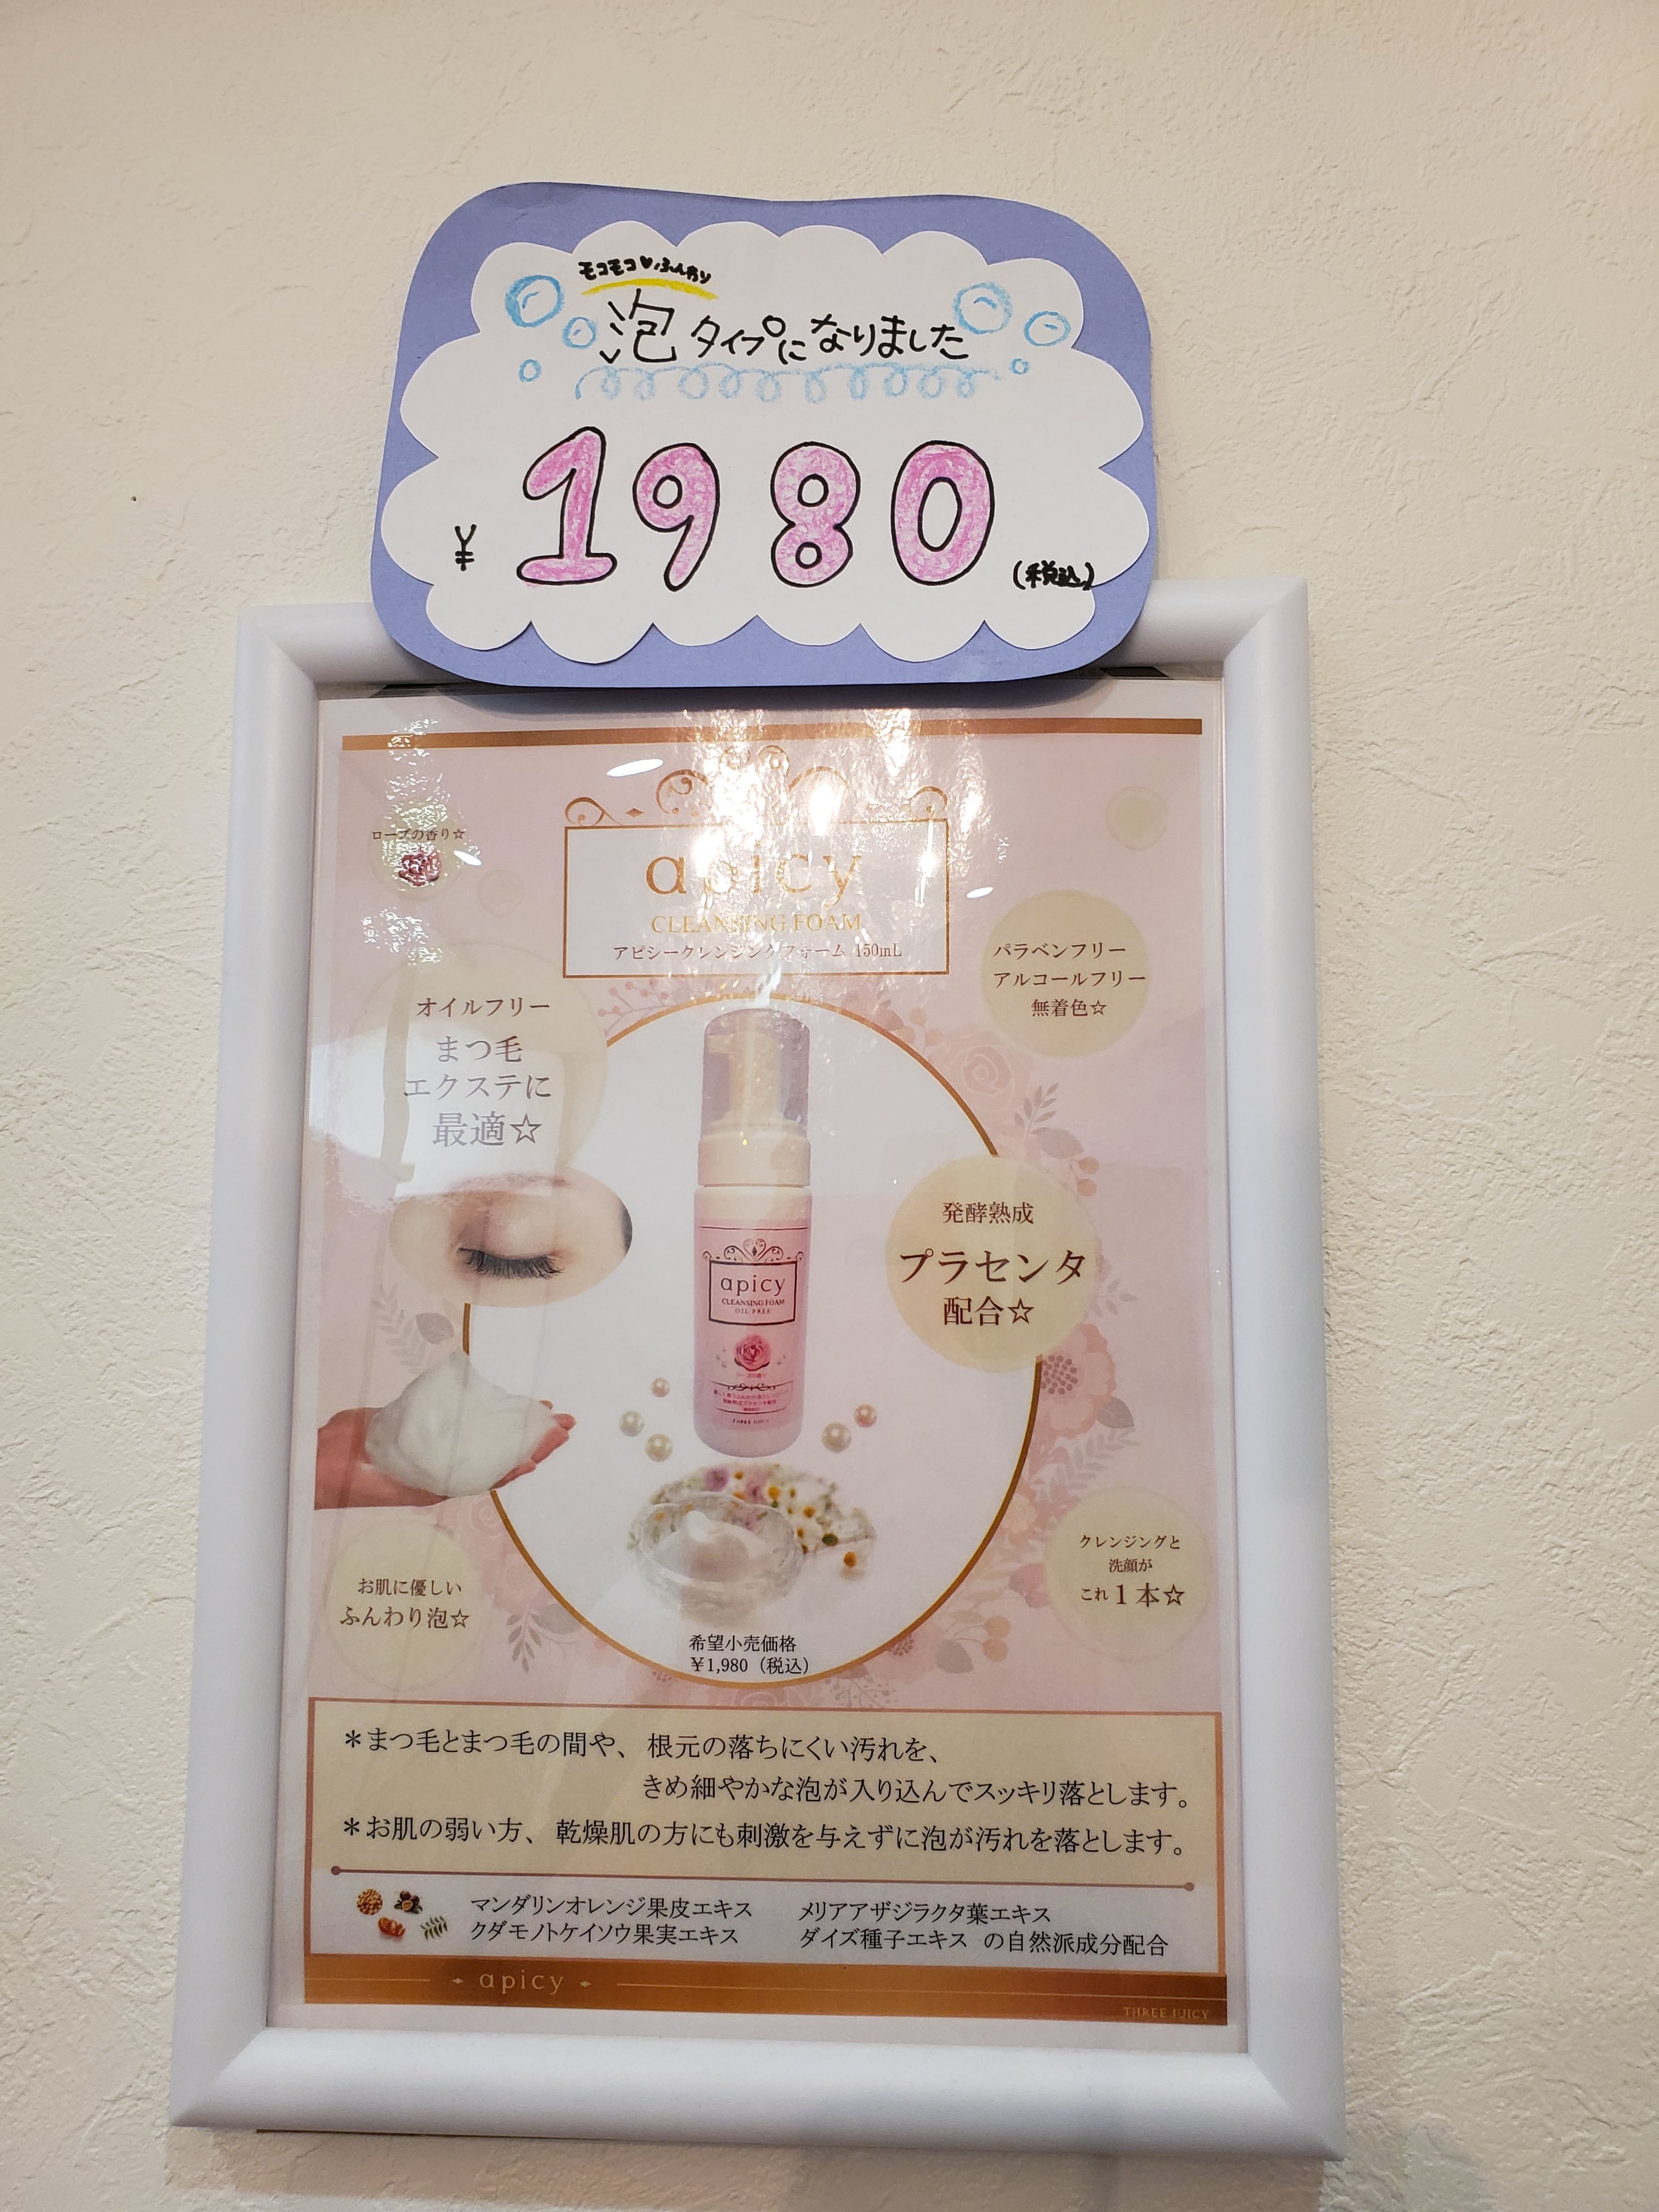 モコモコ♥ふんわり
泡タイプになりました
¥1980(税込)
ローズの香り☆
apicy
CLEANSING FOAM
アピシークレンジングフォーム 150mL
パラベンフリー
アルコールフリー
無着色☆
オイルフリー
まつ毛
エクステに
最適☆
発酵熟成
プラセンタ
配合☆
apicy
CLEANSING FOAM
OIL FREE
お肌に優しい
ふんわり泡☆
クレンジングと
洗顔が
これ1本☆
希望小売価格
¥1,980（税込）
＊まつ毛とまつ毛の間や、根元の落ちにくい汚れを、
きめ細やかな泡が入り込んでスッキリ落とします。
＊お肌の弱い方、乾燥肌の方にも刺激を与えずに泡が汚れを落とします。
マンダリンオレンジ果皮エキス　メリアアザジラクタ葉エキス
クダモノトケイソウ果実エキス　ダイズ種子エキス の自然派成分配合
apicy
THREE JUICY